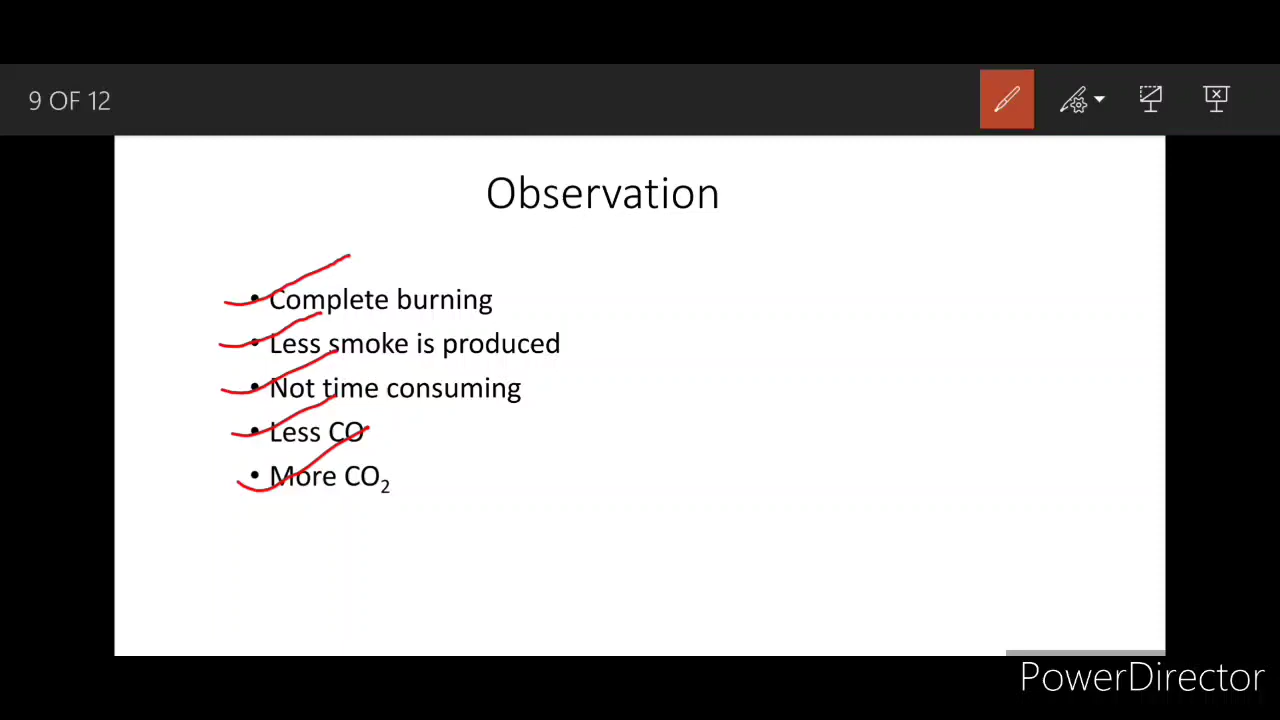 9 OF 12
Observation
• Complete burning
• Less smoke is produced
• Not time consuming
• Less CO
• More CO₂
PowerDirector